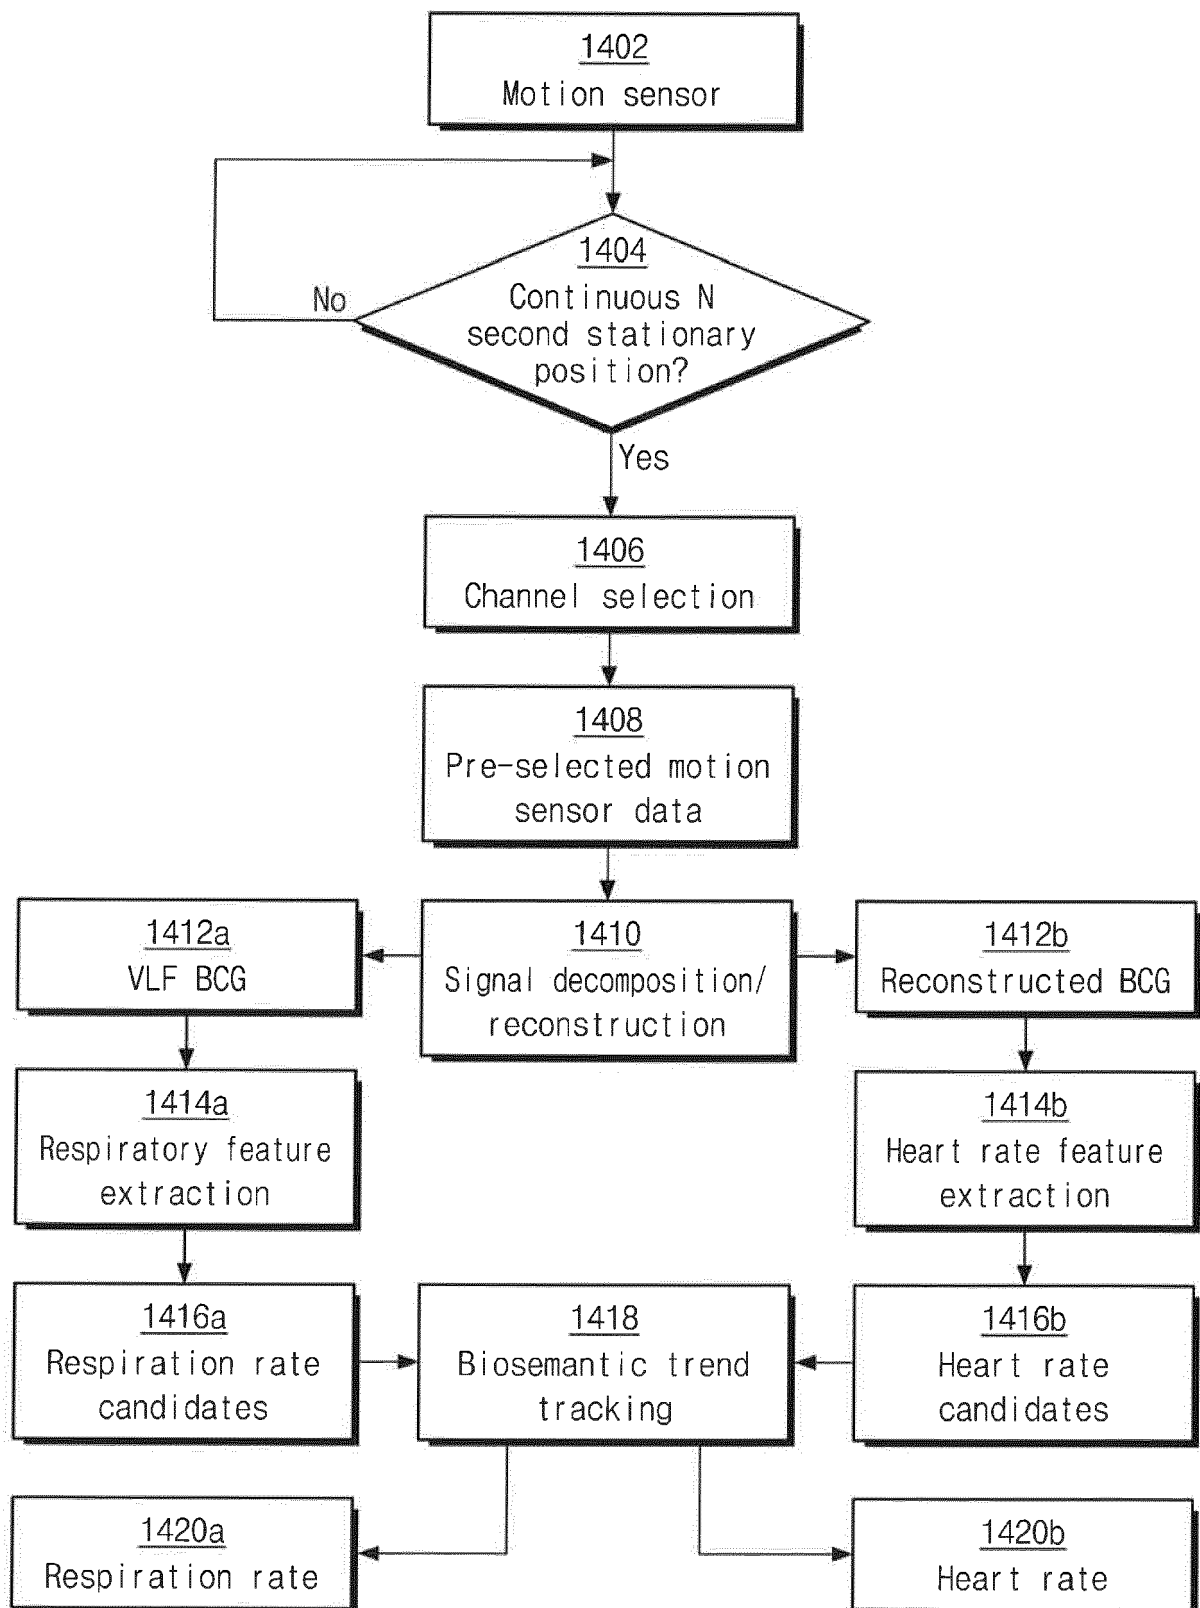 1402
Motion sensor
1404
Continuous N
second stationary
position?
No
Yes
1406
Channel selection
1408
Pre-selected motion
sensor data
1412a
VLF BCG
1410
Signal decomposition/
reconstruction
1412b
Reconstructed BCG
1414a
Respiratory feature
extraction
1414b
Heart rate feature
extraction
1416a
Respiration rate
candidates
1418
Biosemantic trend
tracking
1416b
Heart rate
candidates
1420a
Respiration rate
1420b
Heart rate